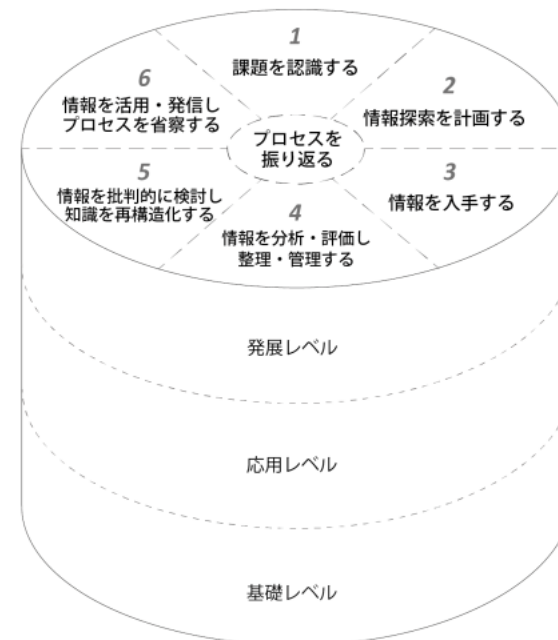 1
課題を認識する
2
情報探索を計画する
3
情報を入手する
4
情報を分析・評価し
整理・管理する
5
情報を批判的に検討し
知識を再構造化する
6
情報を活用・発信し
プロセスを省察する
プロセスを
振り返る
発展レベル
応用レベル
基礎レベル